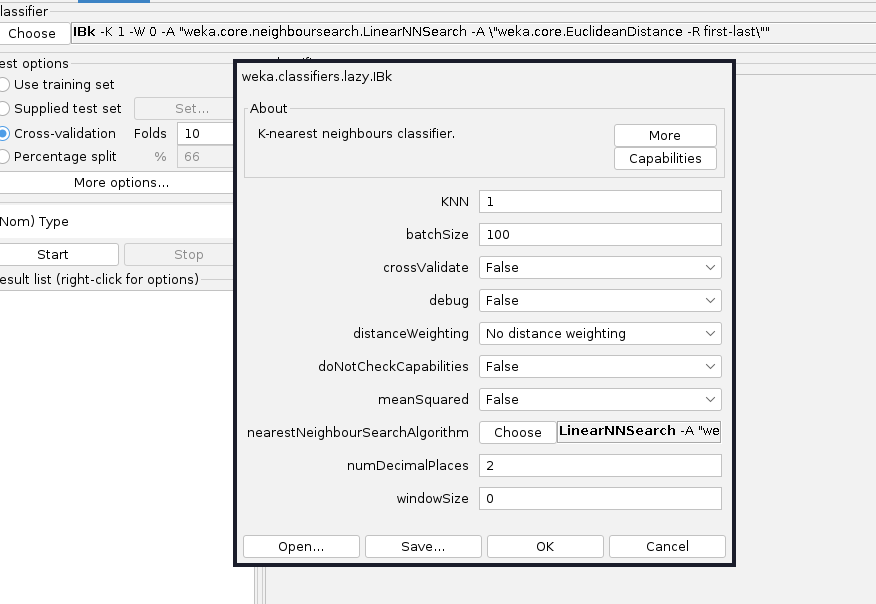 lassifier
Choose IBk -K 1 -W 0 -A "weka.core.neighboursearch.LinearNNSearch -A \"weka.core.EuclideanDistance -R first-last\""
est options
Use training set
Supplied test set Set...
Cross-validation Folds 10
Percentage split % 66
More options...
Nom) Type
Start Stop
esult list (right-click for options)
weka.classifiers.lazy.IBk
About
K-nearest neighbours classifier.
More
Capabilities
KNN 1
batchSize 100
crossValidate False
debug False
distanceWeighting No distance weighting
doNotCheckCapabilities False
meanSquared False
nearestNeighbourSearchAlgorithm Choose LinearNNSearch -A "we
numDecimalPlaces 2
windowSize 0
Open... Save... OK Cancel